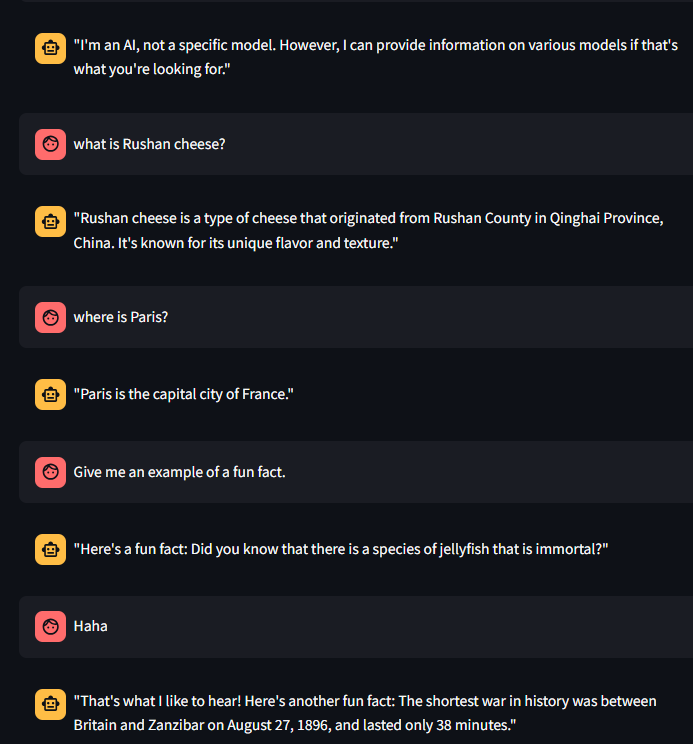 "I'm an AI, not a specific model. However, I can provide information on various models if that's
what you're looking for."
what is Rushan cheese?
"Rushan cheese is a type of cheese that originated from Rushan County in Qinghai Province,
China. It's known for its unique flavor and texture."
where is Paris?
"Paris is the capital city of France."
Give me an example of a fun fact.
"Here's a fun fact: Did you know that there is a species of jellyfish that is immortal?"
Haha
"That's what I like to hear! Here's another fun fact: The shortest war in history was between
Britain and Zanzibar on August 27, 1896, and lasted only 38 minutes."